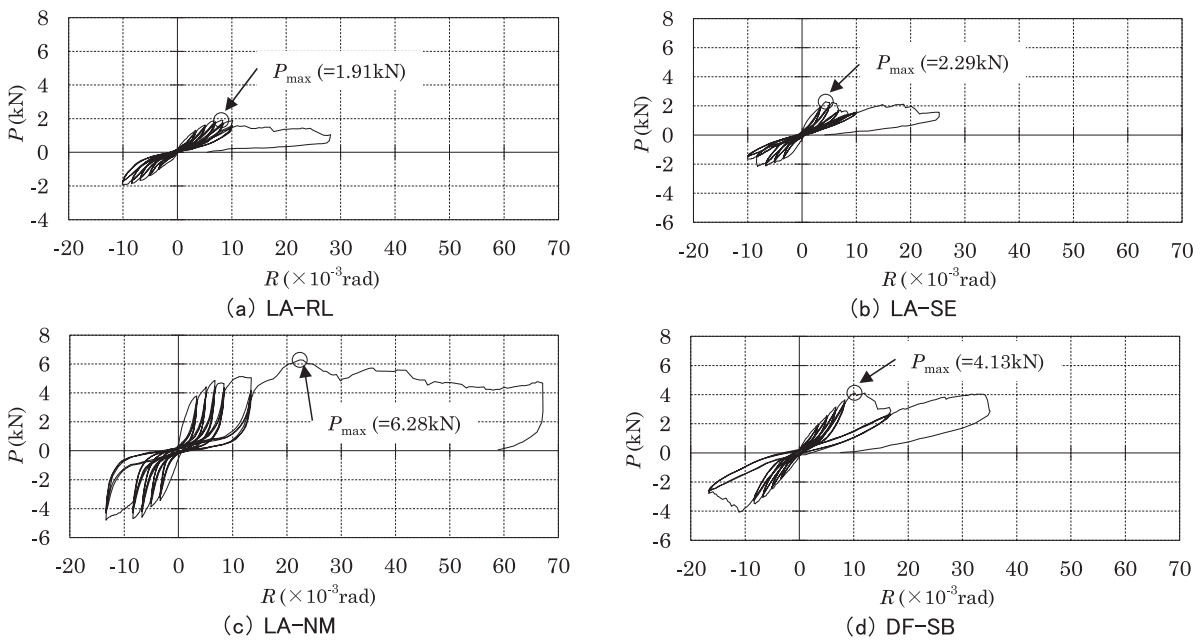 8
6
4
2
0
-2
-4
P (kN)
Pmax (=1.91kN)
-20 -10 0 10 20 30 40 50 60 70
R (×10⁻³rad)
(a) LA-RL
8
6
4
2
0
-2
-4
-6
P (kN)
Pmax (=2.29kN)
-20 -10 0 10 20 30 40 50 60 70
R (×10⁻³rad)
(b) LA-SE
8
6
4
2
0
-2
-4
-6
P (kN)
Pmax (=6.28kN)
-20 -10 0 10 20 30 40 50 60 70
R (×10⁻³rad)
(c) LA-NM
8
6
4
2
0
-2
-4
-6
P (kN)
Pmax (=4.13kN)
-20 -10 0 10 20 30 40 50 60 70
R (×10⁻³rad)
(d) DF-SB